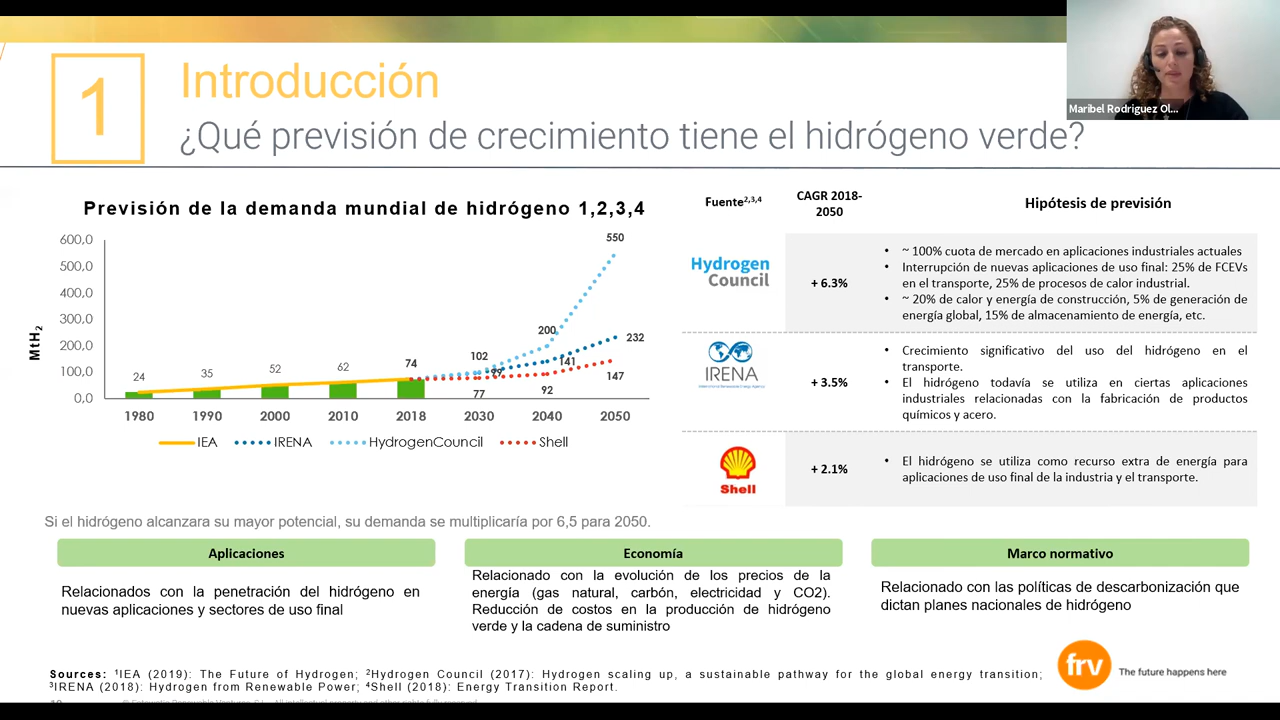 Maribel Rodriguez Ol...
1
Introducción
¿Qué previsión de crecimiento tiene el hidrógeno verde?
Previsión de la demanda mundial de hidrógeno 1,2,3,4
MtH2
600,0
500,0
400,0
300,0
200,0
100,0
0,0
24
35
52
62
74
102
99
77
200
141
92
550
232
147
1980
1990
2000
2010
2018
2030
2040
2050
IEA
IRENA
HydrogenCouncil
Shell
Fuente2,3,4
CAGR 2018-
2050
Hipótesis de previsión
Hydrogen
Council
+ 6.3%
• ~ 100% cuota de mercado en aplicaciones industriales actuales
• Interrupción de nuevas aplicaciones de uso final: 25% de FCEVs
en el transporte, 25% de procesos de calor industrial.
• ~ 20% de calor y energía de construcción, 5% de generación de
energía global, 15% de almacenamiento de energía, etc.
IRENA
International Renewable Energy Agency
+ 3.5%
• Crecimiento significativo del uso del hidrógeno en el
transporte.
• El hidrógeno todavía se utiliza en ciertas aplicaciones
industriales relacionadas con la fabricación de productos
químicos y acero.
Shell
+ 2.1%
• El hidrógeno se utiliza como recurso extra de energía para
aplicaciones de uso final de la industria y el transporte.
Si el hidrógeno alcanzara su mayor potencial, su demanda se multiplicaría por 6,5 para 2050.
Aplicaciones
Relacionados con la penetración del hidrógeno en
nuevas aplicaciones y sectores de uso final
Economía
Relacionado con la evolución de los precios de la
energía (gas natural, carbón, electricidad y CO2).
Reducción de costos en la producción de hidrógeno
verde y la cadena de suministro
Marco normativo
Relacionado con las políticas de descarbonización que
dictan planes nacionales de hidrógeno
Sources: 1IEA (2019): The Future of Hydrogen; 2Hydrogen Council (2017): Hydrogen scaling up, a sustainable pathway for the global energy transition;
3IRENA (2018): Hydrogen from Renewable Power; 4Shell (2018): Energy Transition Report.
frv
The future happens here